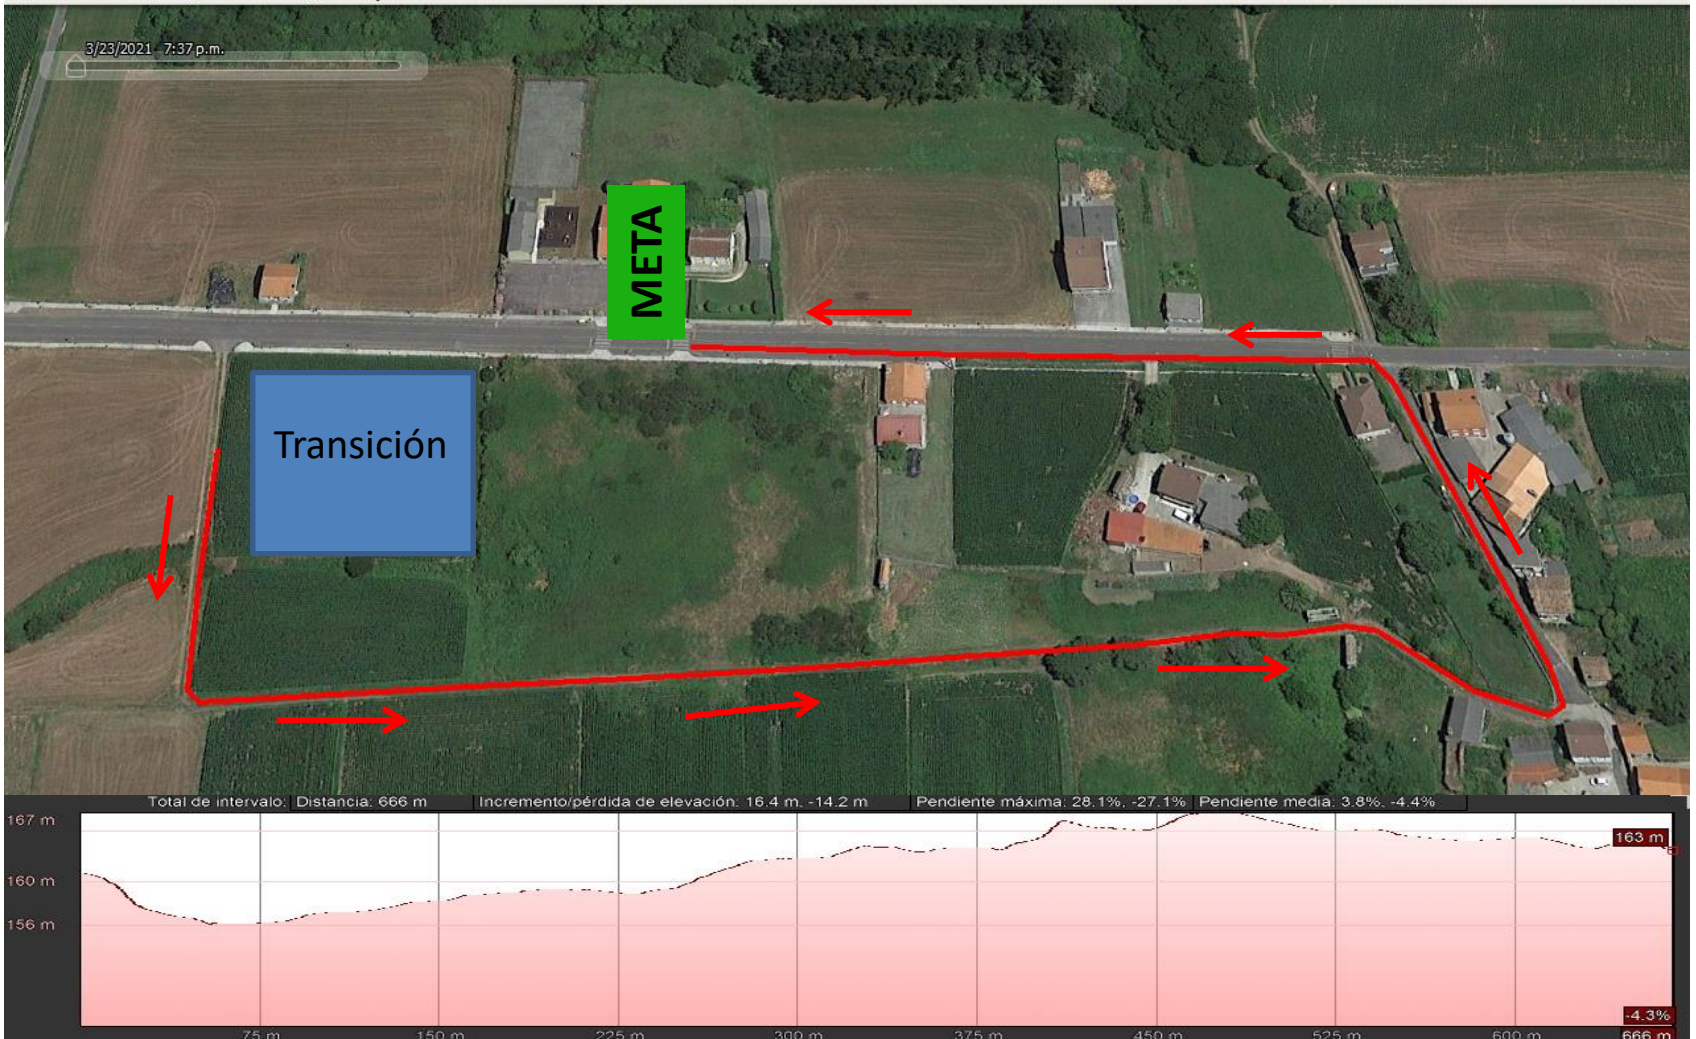 3/23/2021 7:37 p.m.
META
Transición
Total de intervalo: Distancia: 666 m Incremento/pérdida de elevación: 16.4 m, -14.2 m Pendiente máxima: 28.1%, -27.1% Pendiente media: 3.8%, -4.4%
167 m
163 m
160 m
156 m
-4.3%
75 m 150 m 225 m 300 m 375 m 450 m 525 m 600 m 666 m